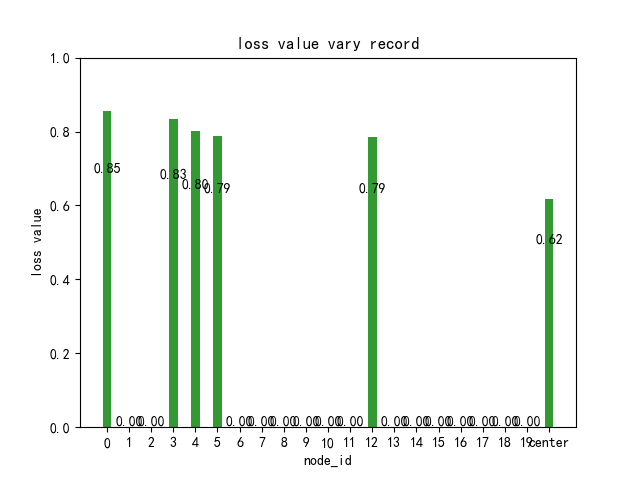 loss value vary record
1.0
0.8
0.6
0.4
0.2
0.0
loss value
0.85 0.00 0.00 0.83 0.80 0.79 0.00 0.00 0.00 0.00 0.00 0.00 0.79 0.00 0.00 0.00 0.00 0.00 0.00 0.00 0.62
0 1 2 3 4 5 6 7 8 9 10 11 12 13 14 15 16 17 18 19 center
node_id